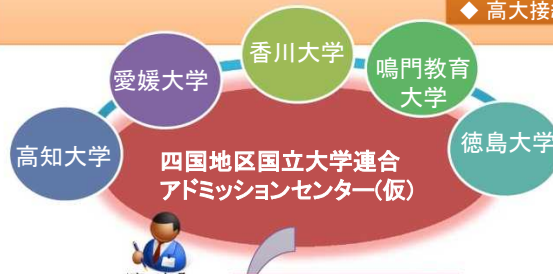 ◆ 高大接続
香川大学
愛媛大学
鳴門教育
大学
高知大学
徳島大学
四国地区国立大学連合
アドミッションセンター(仮)